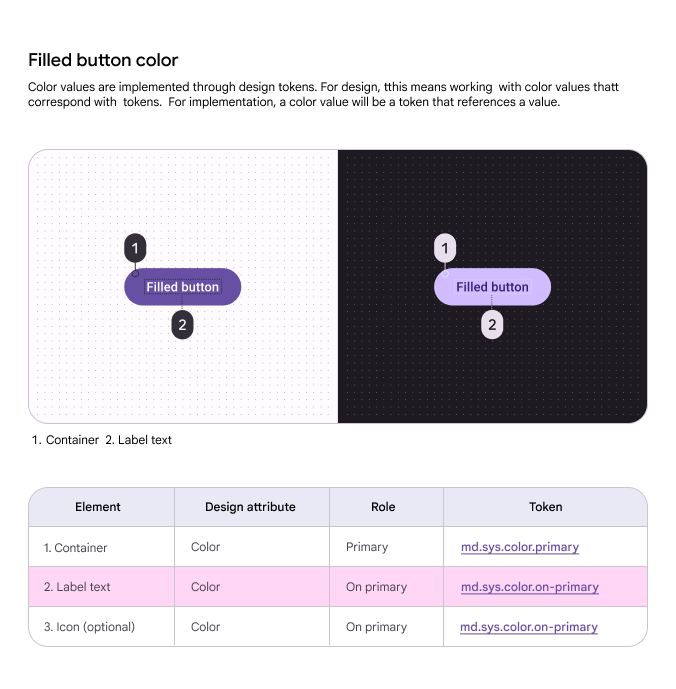 Filled button color
Color values are implemented through design tokens. For design, tthis means working with color values thatt
correspond with tokens. For implementation, a color value will be a token that references a value.
1 1
Filled button Filled button
2 2
1. Container 2. Label text
Element Design attribute Role Token
1. Container Color Primary md.sys.color.primary
2. Label text Color On primary md.sys.color.on-primary
3. Icon (optional) Color On primary md.sys.color.on-primary